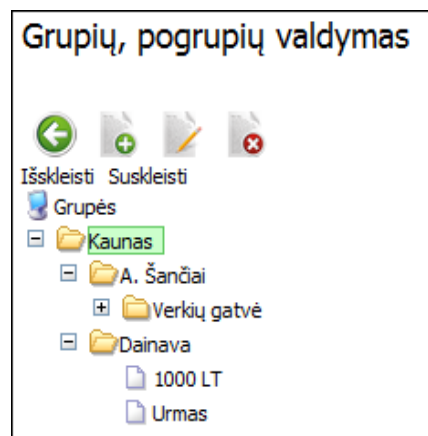 Grupių, pogrupių valdymas
Išskleisti Suskleisti
Grupės
Kaunas
A. Šančiai
Verkių gatvė
Dainava
1000 LT
Urmas